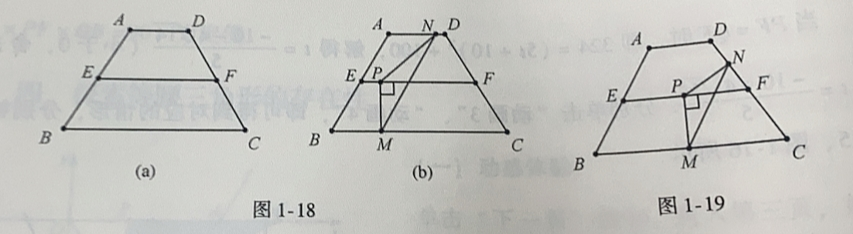 A D
E F
B C
(a)
A N D
E P F
B M C
(b)
图 1-18
A D
N
E P F
B M C
图 1-19